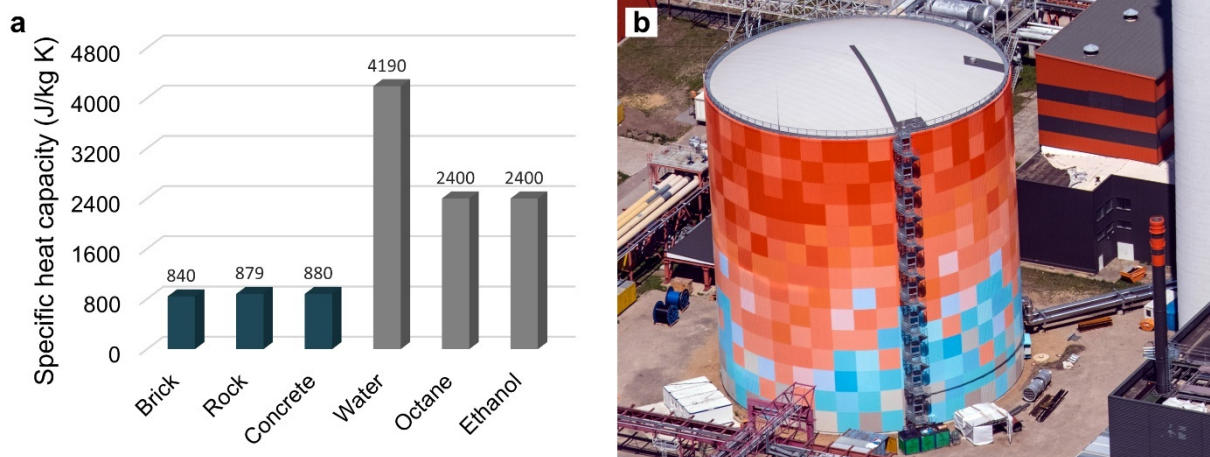 a
Specific heat capacity (J/kg K)
4800
4000
3200
2400
1600
800
0
840
879
880
4190
2400
2400
Brick
Rock
Concrete
Water
Octane
Ethanol
b